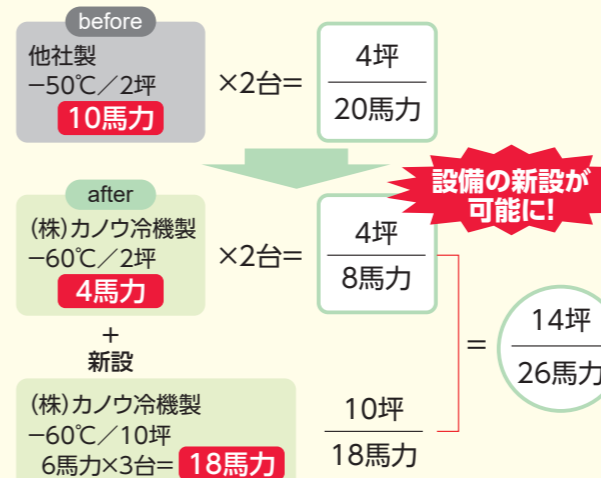 before
他社製
−50℃／2坪
10馬力
×2台=
4坪
20馬力
設備の新設が
可能に!
after
(株)カノウ冷機製
−60℃／2坪
4馬力
×2台=
4坪
8馬力
+
新設
(株)カノウ冷機製
−60℃／10坪
6馬力×3台=18馬力
10坪
18馬力
=
14坪
26馬力